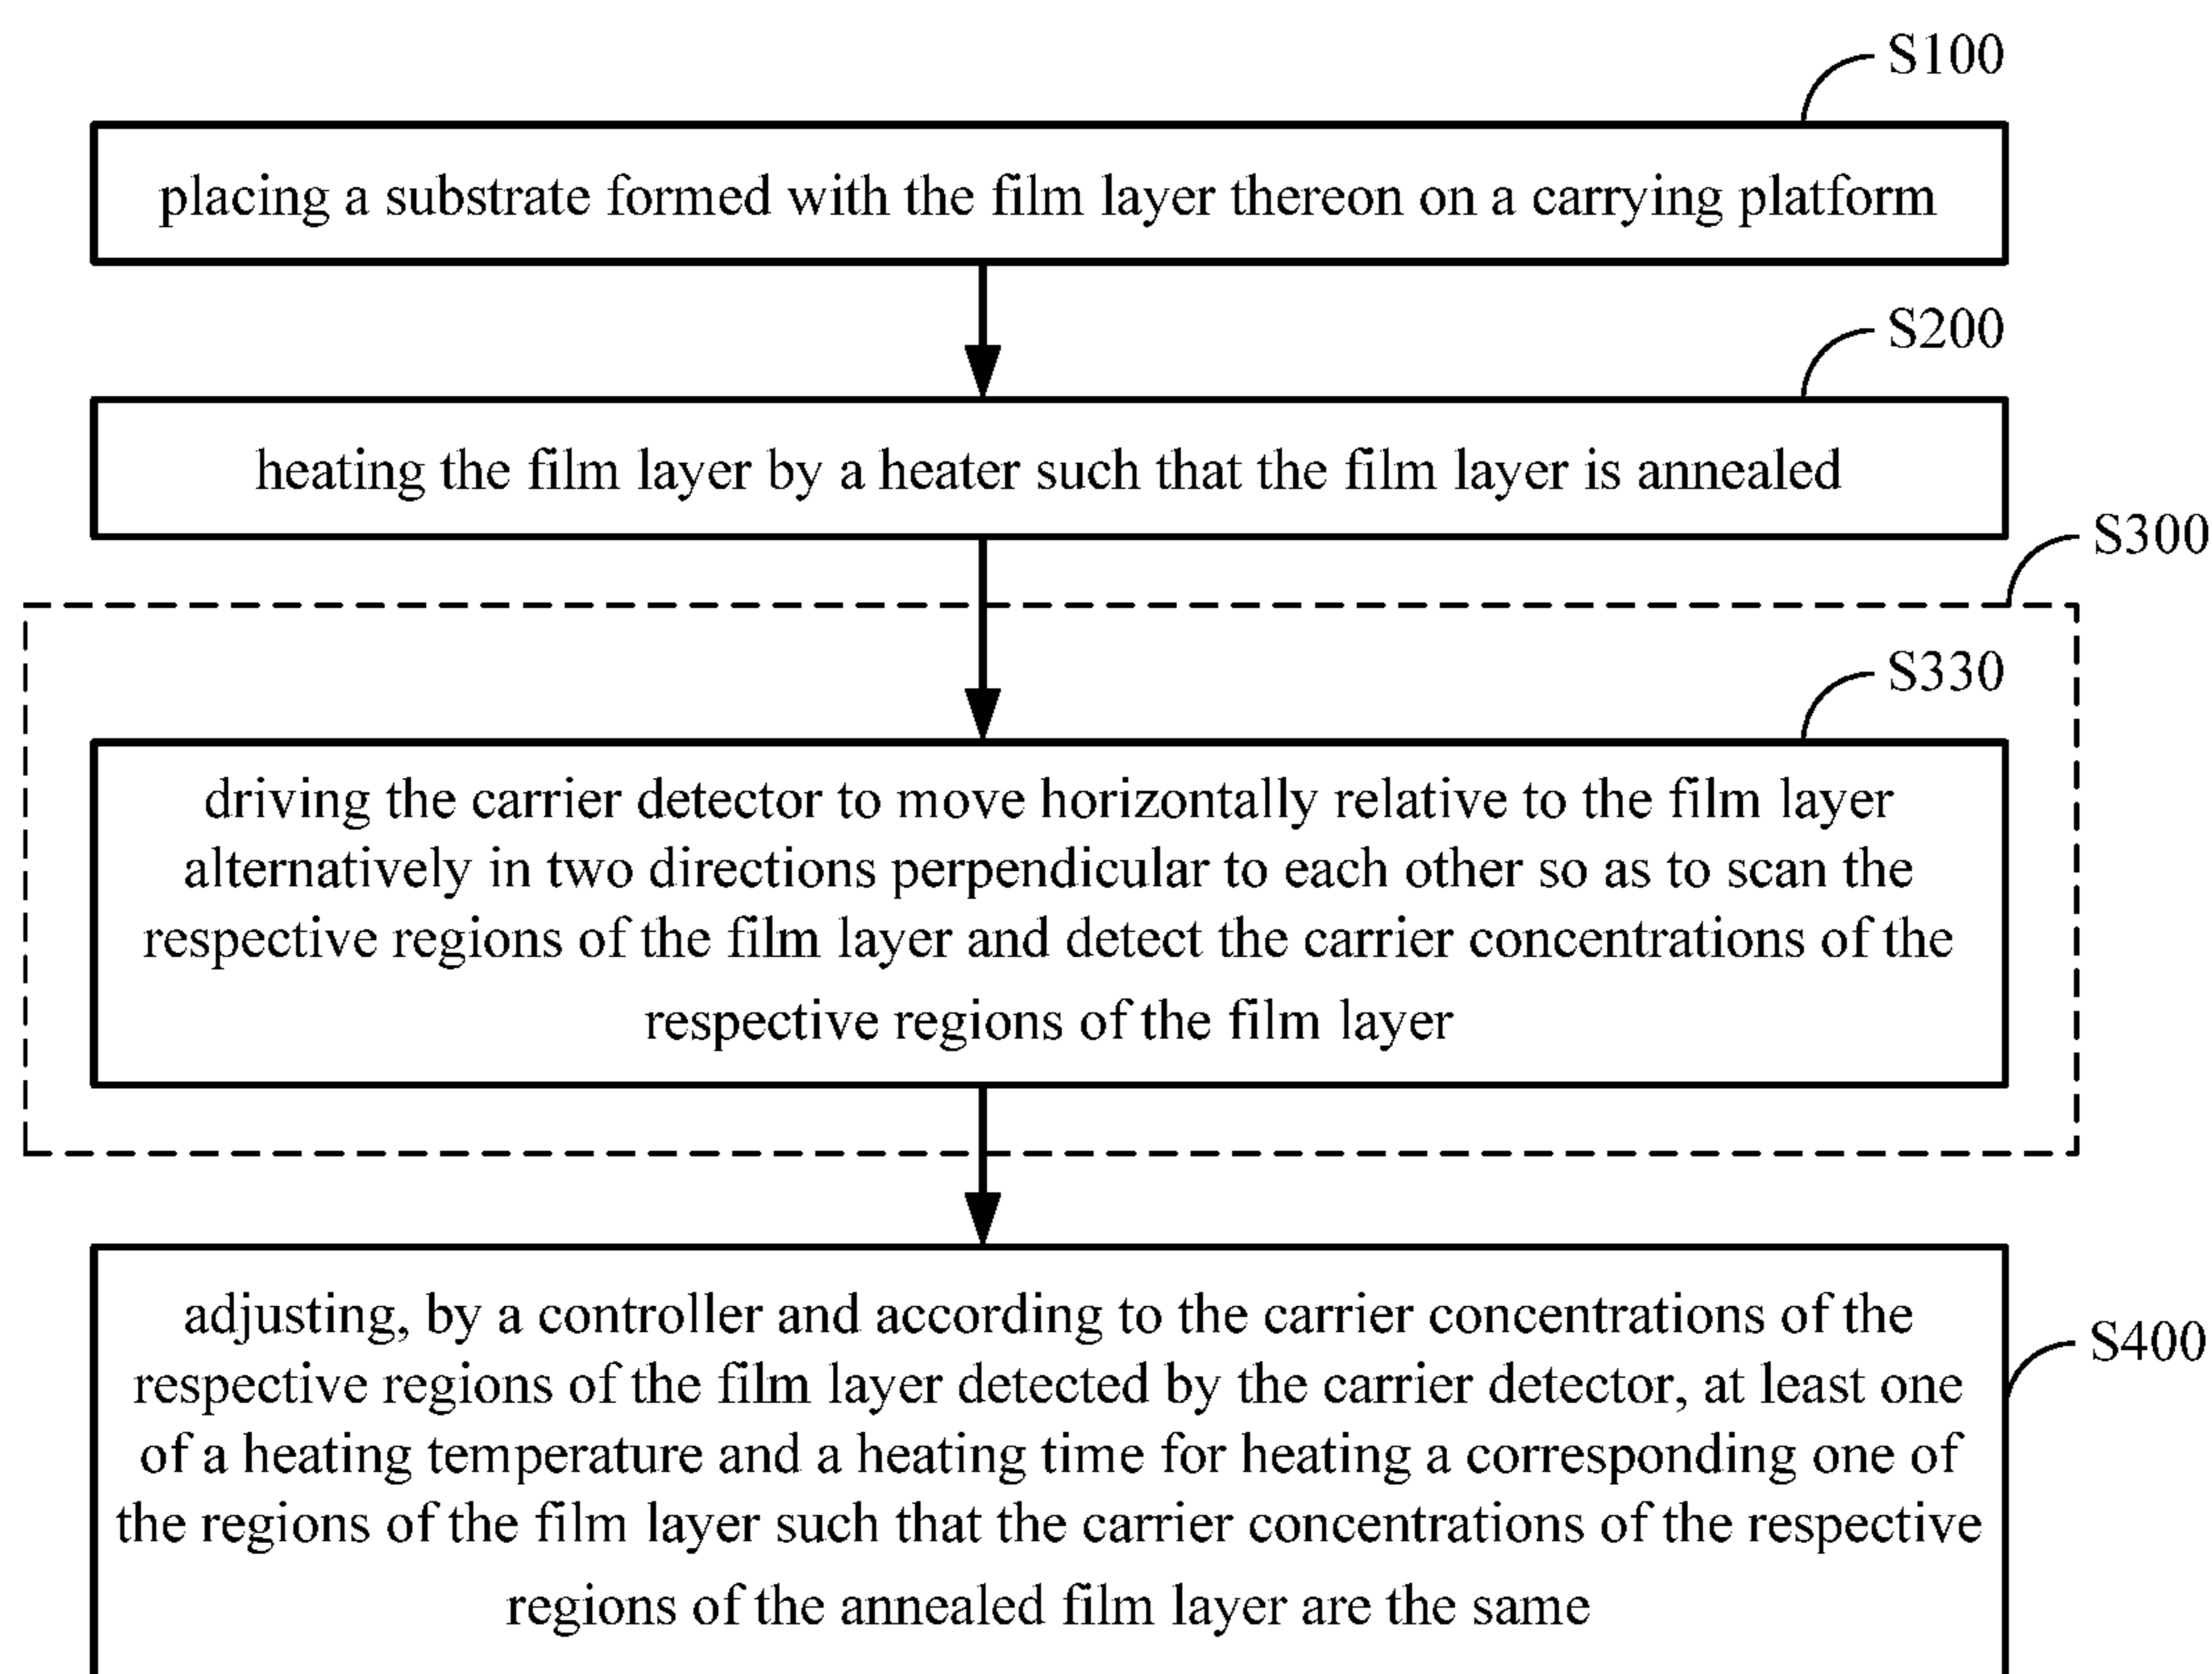 S100
placing a substrate formed with the film layer thereon on a carrying platform
S200
heating the film layer by a heater such that the film layer is annealed
S300
S330
driving the carrier detector to move horizontally relative to the film layer
alternatively in two directions perpendicular to each other so as to scan the
respective regions of the film layer and detect the carrier concentrations of the
respective regions of the film layer
adjusting, by a controller and according to the carrier concentrations of the
respective regions of the film layer detected by the carrier detector, at least one
of a heating temperature and a heating time for heating a corresponding one of
the regions of the film layer such that the carrier concentrations of the respective
regions of the annealed film layer are the same
S400